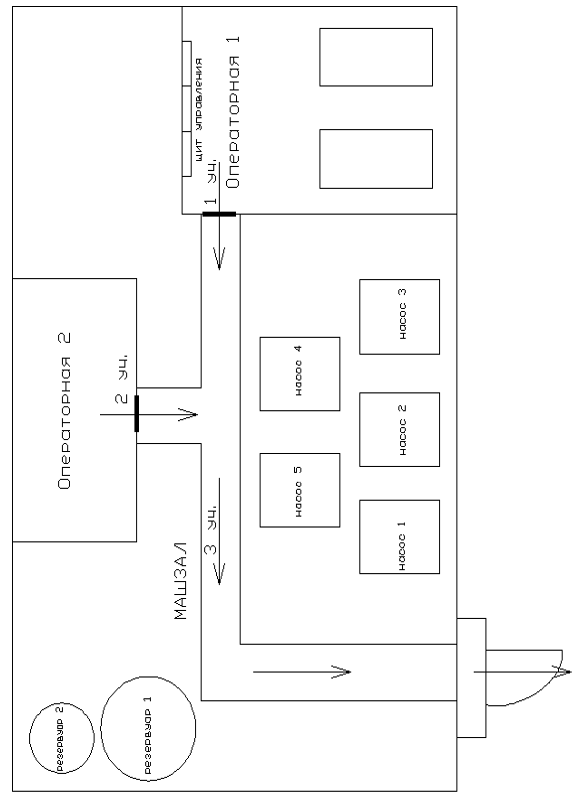 щит управления
Операторная 1
1 уч.
Операторная 2
2 уч.
насос 3
насос 4
насос 2
насос 5
3 уч.
насос 1
МАШЗАЛ
резервуар 2
резервуар 1